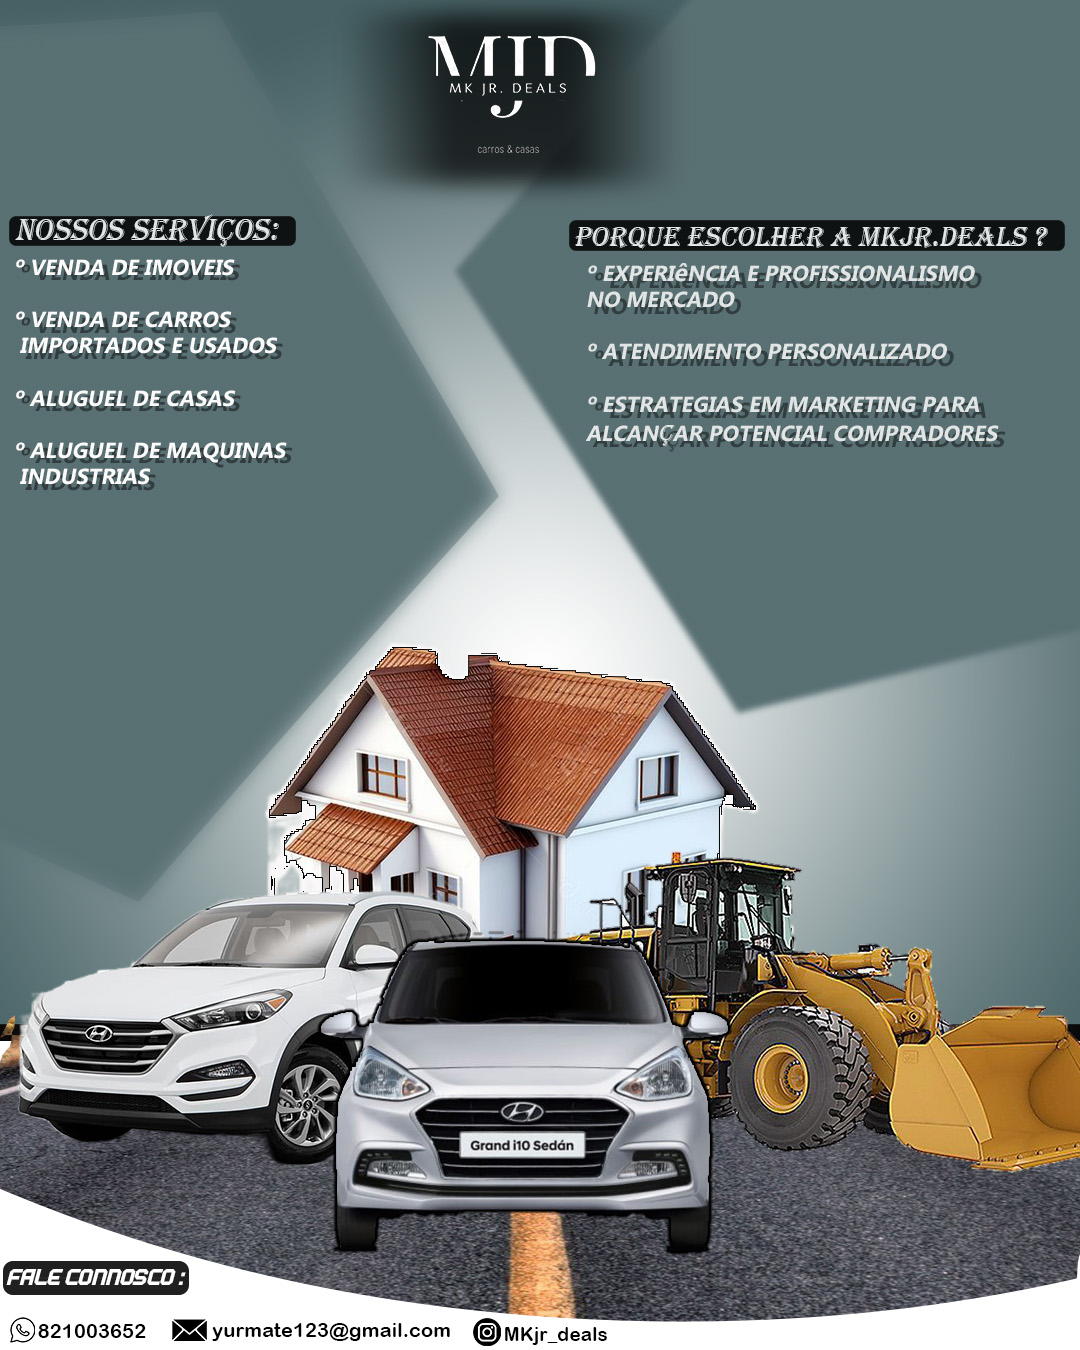 MJD
MK JR. DEALS
carros & casas
NOSSOS SERVIÇOS:
º VENDA DE IMOVEIS
º VENDA DE CARROS
IMPORTADOS E USADOS
º ALUGUEL DE CASAS
º ALUGUEL DE MAQUINAS
INDUSTRIAS
PORQUE ESCOLHER A MKJR.DEALS ?
º EXPERIêNCIA E PROFISSIONALISMO
NO MERCADO
º ATENDIMENTO PERSONALIZADO
º ESTRATEGIAS EM MARKETING PARA
ALCANÇAR POTENCIAL COMPRADORES
Grand i10 Sedán
FALE CONNOSCO :
821003652 yurmate123@gmail.com MKjr_deals